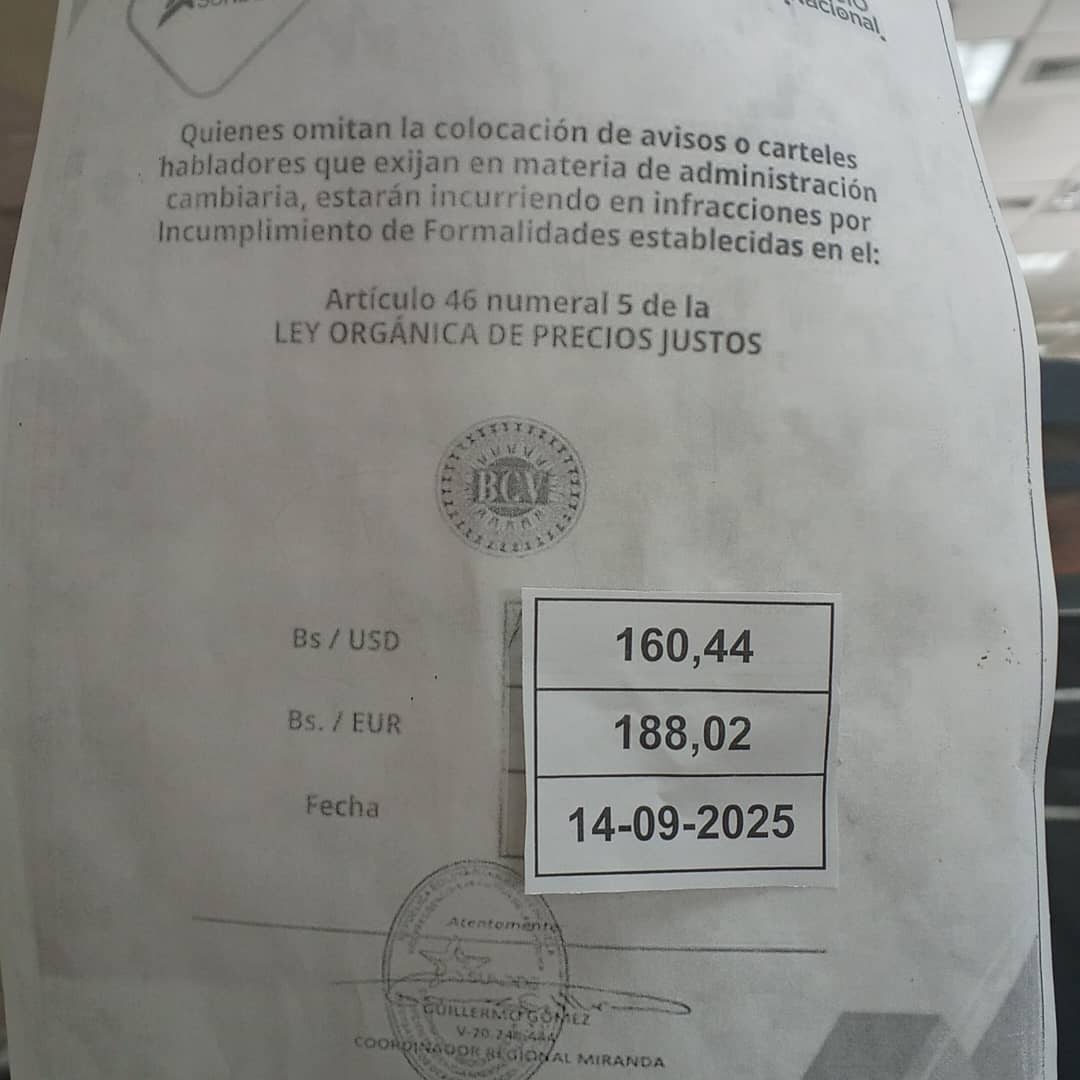 Nacional.
Quienes omitan la colocación de avisos o carteles
habladores que exijan en materia de administración
cambiaria, estarán incurriendo en infracciones por
Incumplimiento de Formalidades establecidas en el:
Artículo 46 numeral 5 de la
LEY ORGÁNICA DE PRECIOS JUSTOS
BCV
Bs / USD
160,44
Bs. / EUR
188,02
Fecha
14-09-2025
Atentamente
GUILLERMO GÓMEZ
COORDINADOR REGIONAL MIRANDA